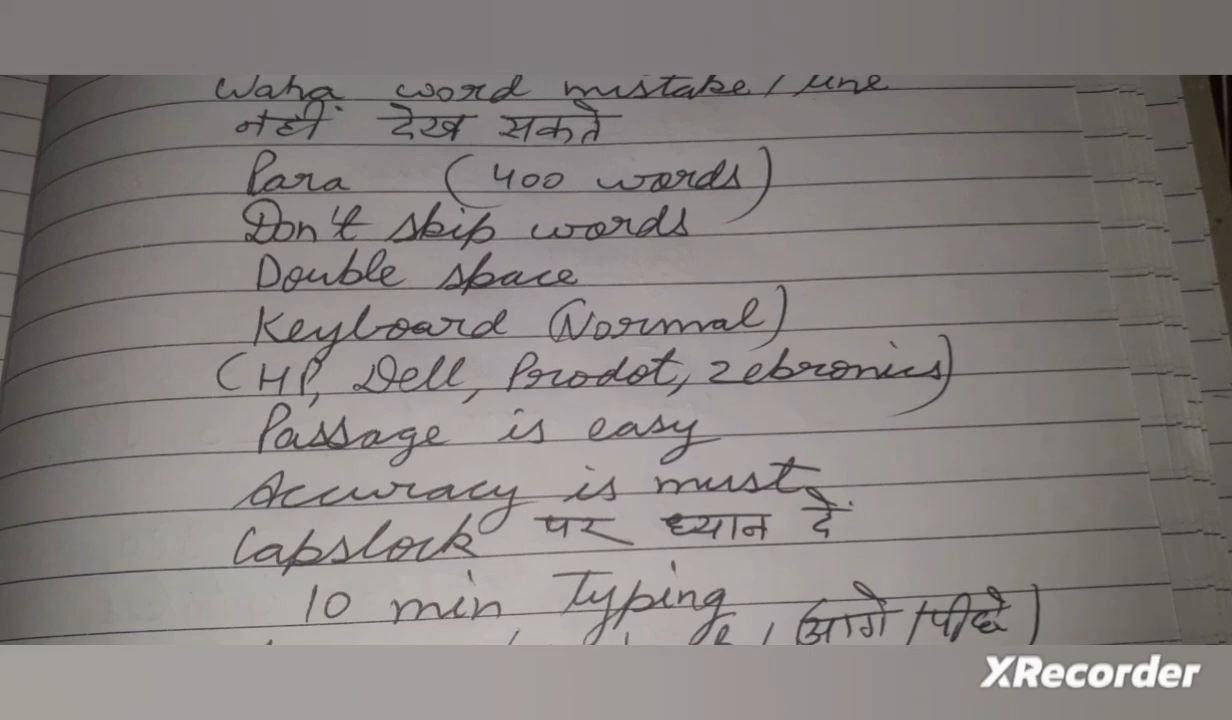 Waha word mistake / line
नहीं देख सकते
Para (400 words)
Don't skip words
Double space
Keyboard (Normal)
(HP, Dell, Prodot, Zebronics)
Passage is easy
Accuracy is must
Capslock पर ध्यान दे.
10 min Typing
(आगे / पीछे)
XRecorder